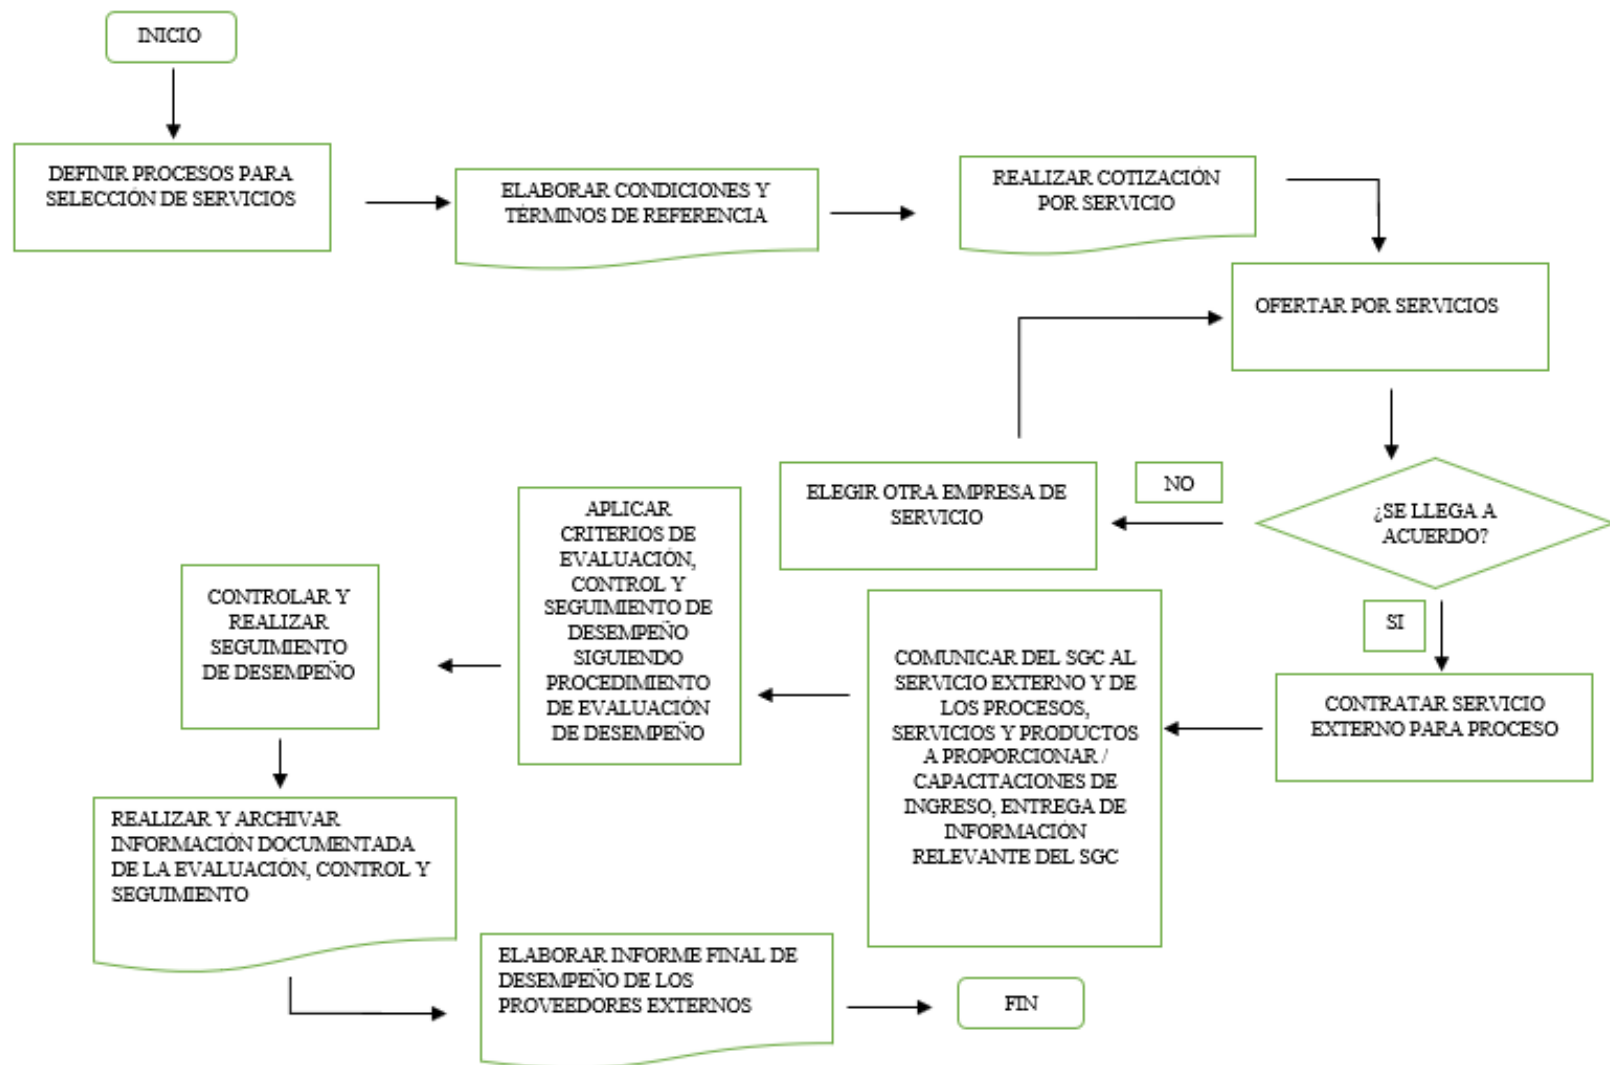 INICIO
DEFINIR PROCESOS PARA
SELECCIÓN DE SERVICIOS
ELABORAR CONDICIONES Y
TÉRMINOS DE REFERENCIA
REALIZAR COTIZACIÓN
POR SERVICIO
OFERTAR POR SERVICIOS
¿SE LLEGA A
ACUERDO?
NO
ELEGIR OTRA EMPRESA DE
SERVICIO
SI
CONTRATAR SERVICIO
EXTERNO PARA PROCESO
COMUNICAR DEL SGC AL
SERVICIO EXTERNO Y DE
LOS PROCESOS,
SERVICIOS Y PRODUCTOS
A PROPORCIONAR /
CAPACITACIONES DE
INGRESO, ENTREGA DE
INFORMACIÓN
RELEVANTE DEL SGC
APLICAR
CRITERIOS DE
EVALUACIÓN,
CONTROL Y
SEGUIMIENTO DE
DESEMPEÑO
SIGUIENDO
PROCEDIMIENTO
DE EVALUACIÓN
DE DESEMPEÑO
CONTROLAR Y
REALIZAR
SEGUIMIENTO
DE DESEMPEÑO
REALIZAR Y ARCHIVAR
INFORMACIÓN DOCUMENTADA
DE LA EVALUACIÓN, CONTROL Y
SEGUIMIENTO
ELABORAR INFORME FINAL DE
DESEMPEÑO DE LOS
PROVEEDORES EXTERNOS
FIN